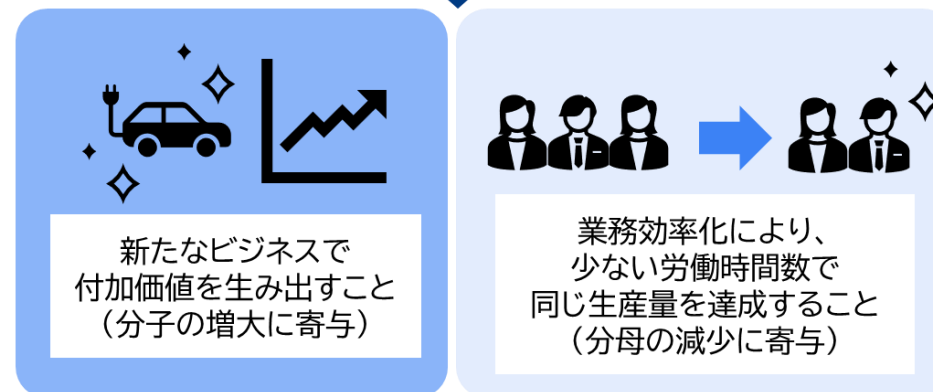 新たなビジネスで
付加価値を生み出すこと
（分子の増大に寄与）
業務効率化により、
少ない労働時間数で
同じ生産量を達成すること
（分母の減少に寄与）